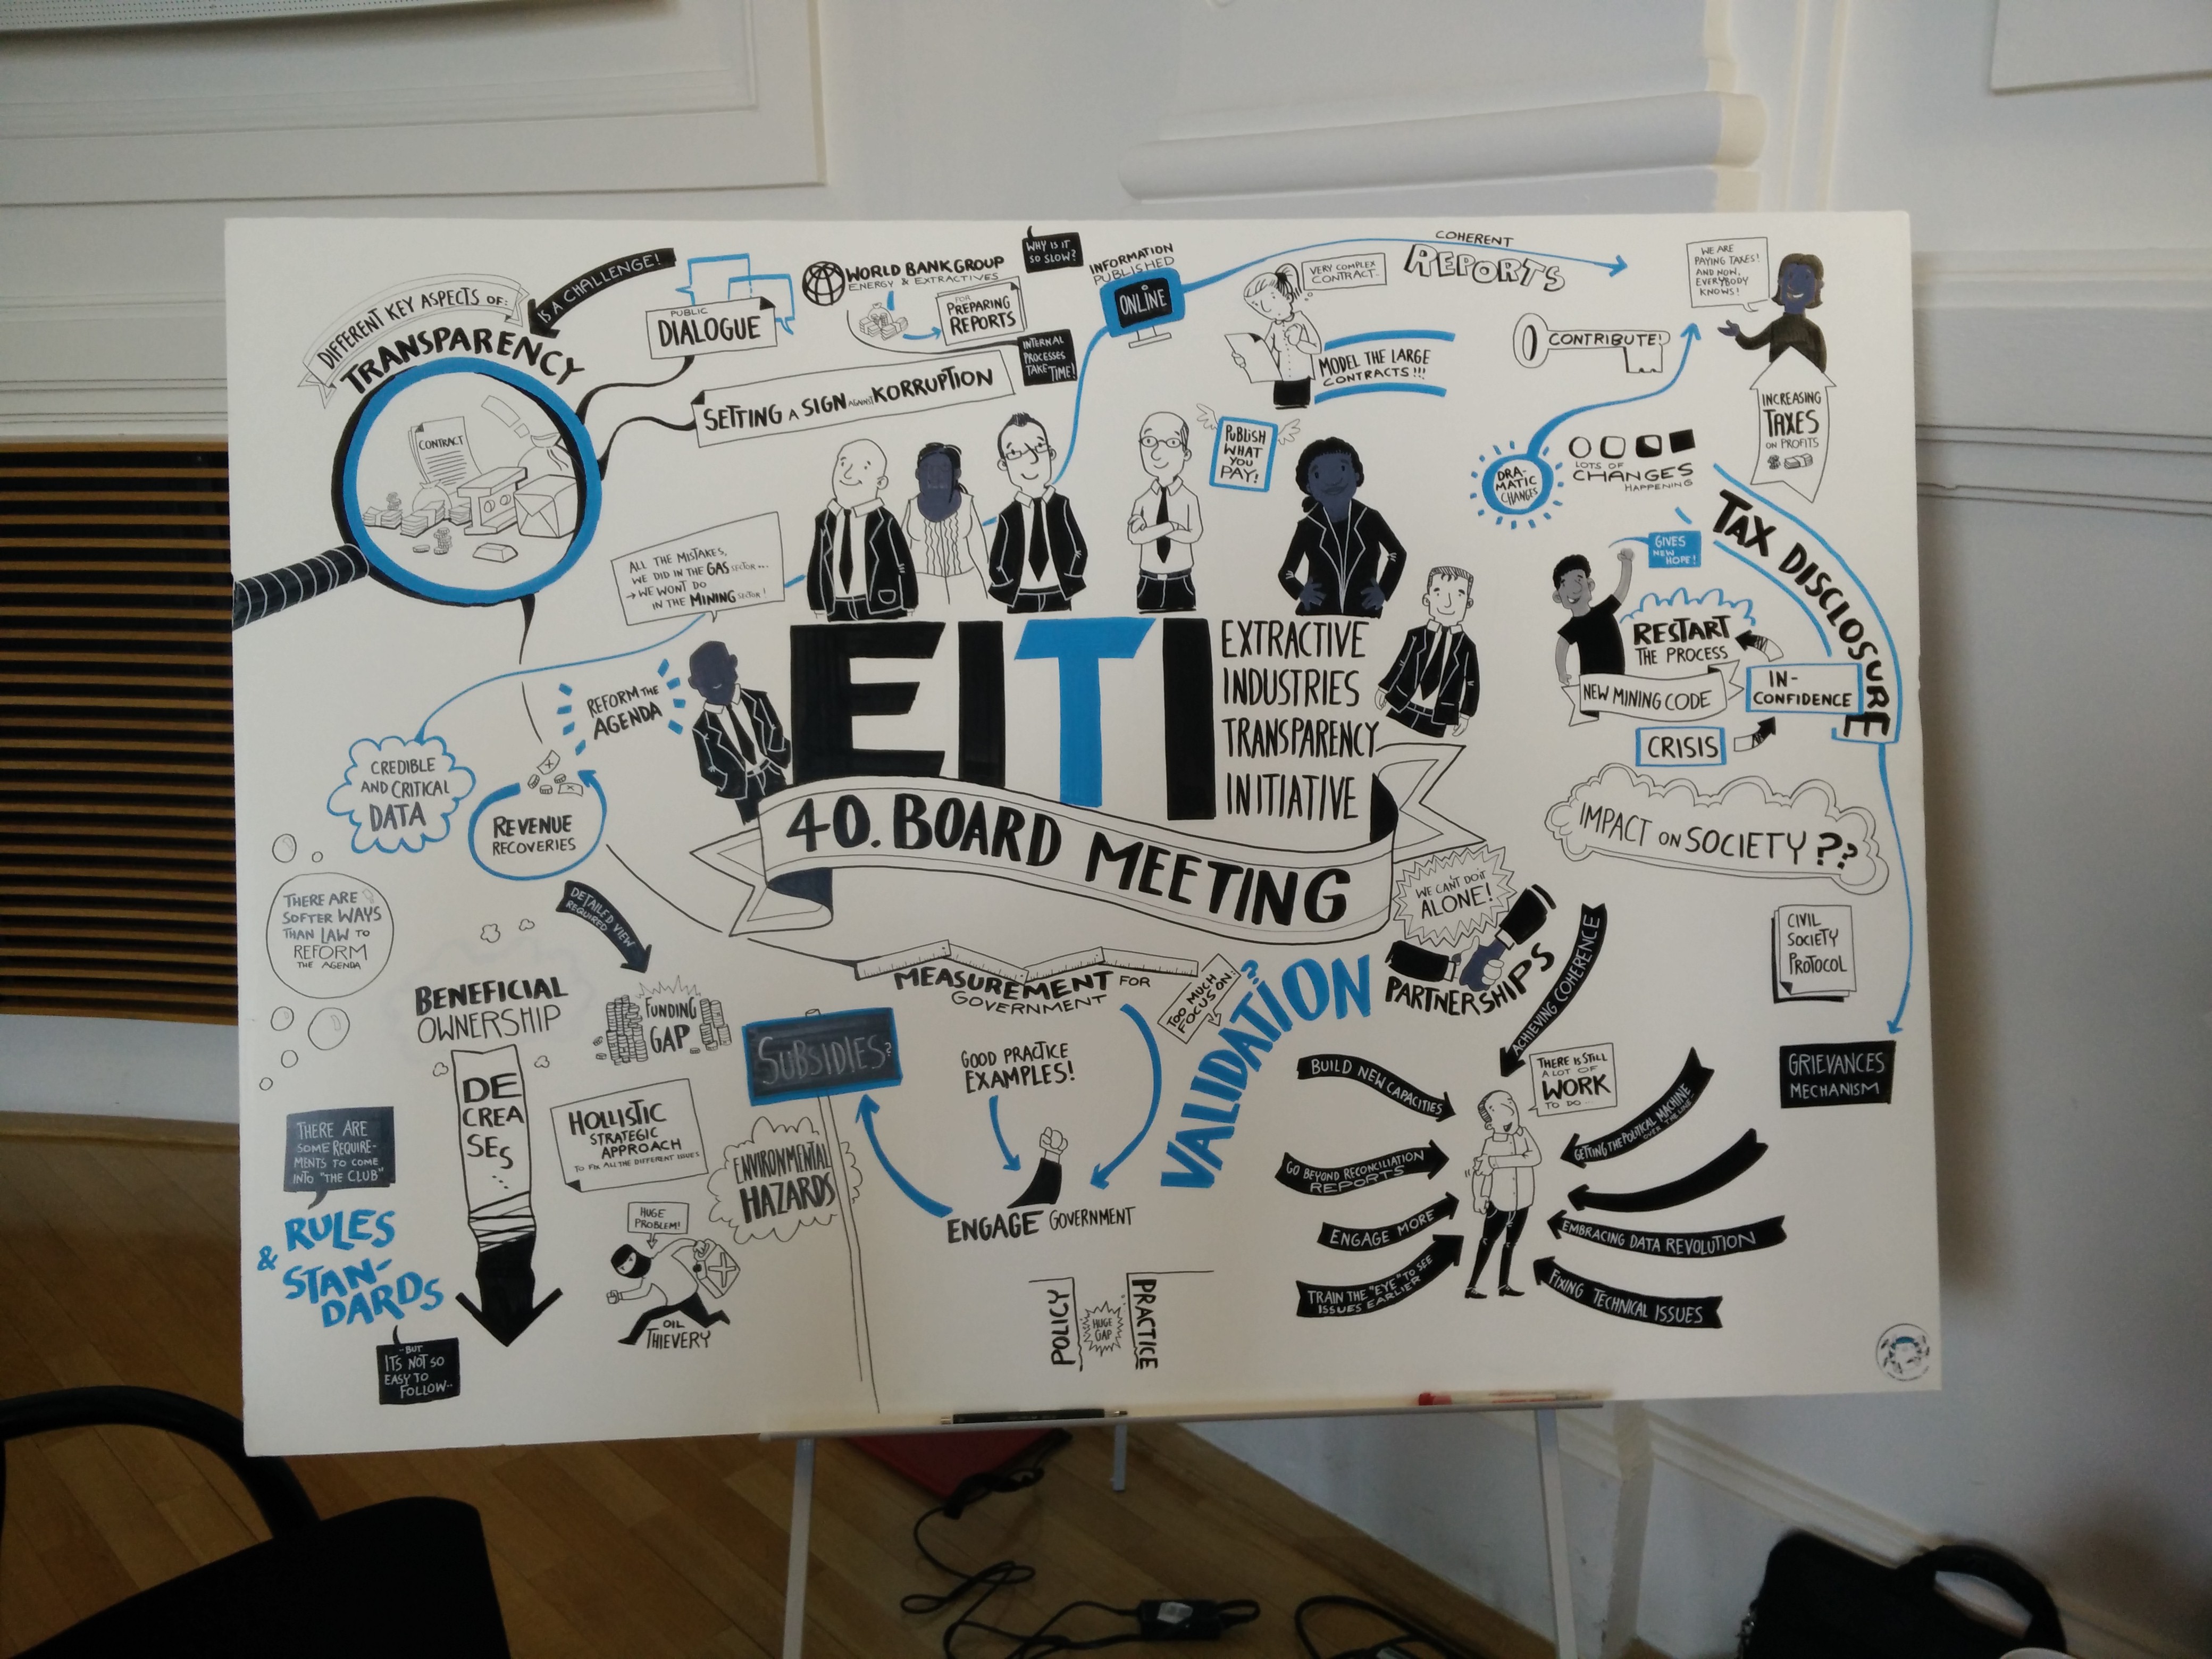 DIFFERENT KEY ASPECTS OF:
TRANSPARENCY
IS A CHALLENGE!
CONTRACT
PUBLIC
DIALOGUE
SETTING A SIGN AGAINST KORRUPTION
WORLD BANK GROUP
ENERGY & EXTRACTIVES
FOR
PREPARING
REPORTS
WHY IS IT
SO SLOW?
INTERNAL
PROCESSES
TAKE TIME!
INFORMATION
PUBLISHED
ONLINE
VERY COMPLEX
CONTRACT.
MODEL THE LARGE
CONTRACTS!!!
COHERENT
REPORTS
CONTRIBUTE!
WE ARE
PAYING TAXES!
AND NOW,
EVERYBODY
KNOWS!
INCREASING
TAXES
ON PROFITS
PUBLISH
WHAT
YOU
PAY!
DRA-
MATIC
CHANGES
LOTS OF
CHANGES
HAPPENING
TAX DISCLOSURE
GIVES
NEW
HOPE!
RESTART
THE PROCESS
NEW MINING CODE
IN-
CONFIDENCE
CRISIS
IMPACT ON SOCIETY??
CIVIL
SOCIETY
PROTOCOL
GRIEVANCES
MECHANISM
ALL THE MISTAKES,
WE DID IN THE GAS SECTOR...
→ WE WONT DO
IN THE MINING SECTOR!
REFORM THE
AGENDA
EITI
EXTRACTIVE
INDUSTRIES
TRANSPARENCY
INITIATIVE
40. BOARD MEETING
CREDIBLE
AND CRITICAL
DATA
REVENUE
RECOVERIES
THERE ARE
SOFTER WAYS
THAN LAW TO
REFORM
THE AGENDA
DETAILED VIEW
REQUIRED
BENEFICIAL
OWNERSHIP
DE
CREA
SES...
FUNDING
GAP
HOLLISTIC
STRATEGIC
APPROACH
TO FIX ALL THE DIFFERENT ISSUES
THERE ARE
SOME REQUIRE-
MENTS TO COME
INTO "THE CLUB"
RULES
& STAN-
DARDS
-BUT
ITS NOT SO
EASY TO
FOLLOW--
HUGE
PROBLEM!
OIL
THIEVERY
ENVIRONMENTAL
HAZARDS
SUBSIDIES?
MEASUREMENT FOR
GOVERNMENT
GOOD PRACTICE
EXAMPLES!
ENGAGE GOVERNMENT
POLICY
HUGE
GAP
PRACTICE
TOO MUCH
FOCUS ON:
VALIDATION?
WE CAN'T DO IT
ALONE!
PARTNERSHIPS
ACHIEVING COHERENCE
THERE IS STILL
A LOT OF
WORK
TO DO...
BUILD NEW CAPACITIES
GO BEYOND RECONCILIATION
REPORTS
ENGAGE MORE
TRAIN THE "EYE" TO SEE
ISSUES EARLIER
GETTING THE POLITICAL MACHINE
OVER THE LINE
EMBRACING DATA REVOLUTION
FIXING TECHNICAL ISSUES